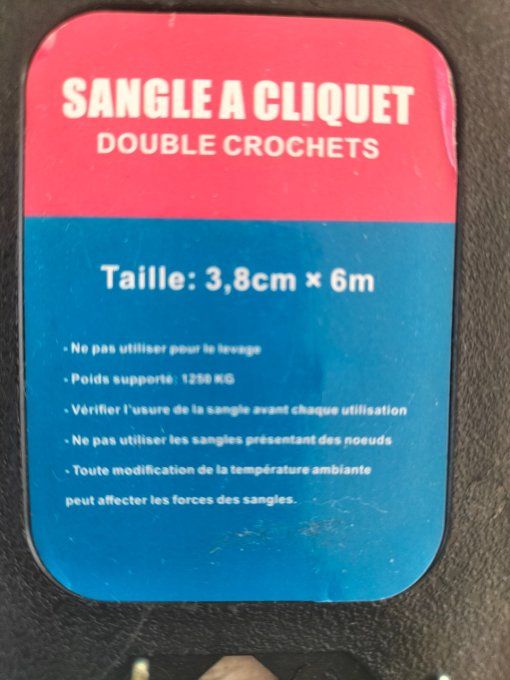 SANGLE A CLIQUET
DOUBLE CROCHETS
Taille: 3,8cm × 6m
- Ne pas utiliser pour le levage
- Poids supporté: 1250 KG
- Vérifier l'usure de la sangle avant chaque utilisation
- Ne pas utiliser les sangles présentant des noeuds
- Toute modification de la température ambiante
peut affecter les forces des sangles.